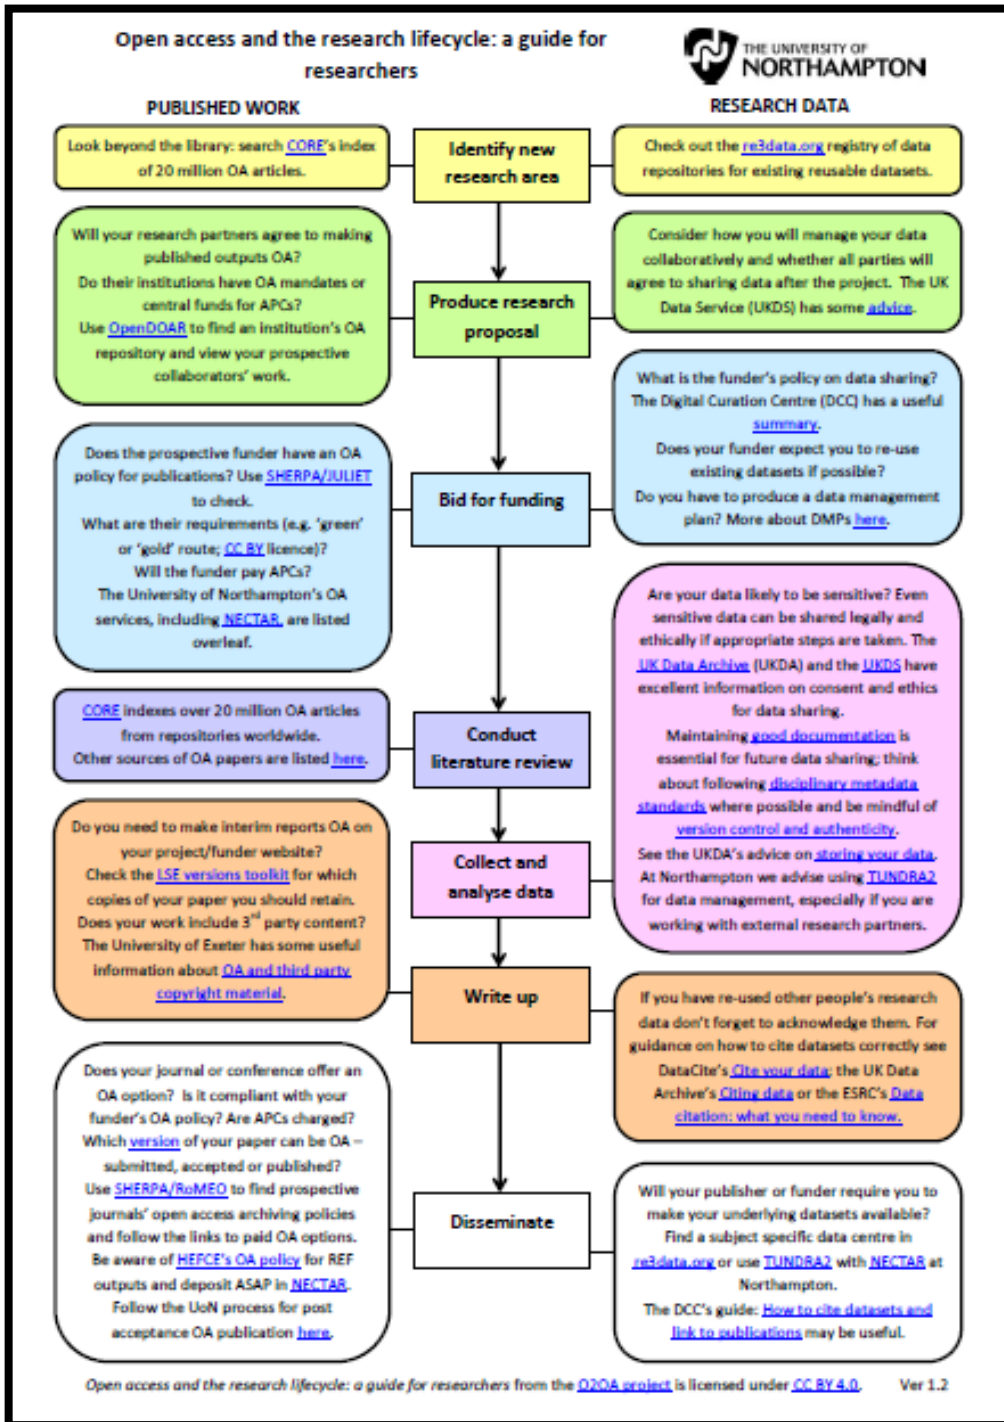 Open access and the research lifecycle: a guide for
researchers
THE UNIVERSITY OF
NORTHAMPTON
PUBLISHED WORK
RESEARCH DATA
Look beyond the library: search CORE's index
of 20 million OA articles.
Identify new
research area
Check out the re3data.org registry of data
repositories for existing reusable datasets.
Will your research partners agree to making
published outputs OA?
Do their institutions have OA mandates or
central funds for APCs?
Use OpenDOAR to find an institution's OA
repository and view your prospective
collaborators' work.
Produce research
proposal
Consider how you will manage your data
collaboratively and whether all parties will
agree to sharing data after the project. The UK
Data Service (UKDS) has some advice.
Does the prospective funder have an OA
policy for publications? Use SHERPA/JULIET
to check.
What are their requirements (e.g. 'green'
or 'gold' route; CC BY licence)?
Will the funder pay APCs?
The University of Northampton's OA
services, including NECTAR, are listed
overleaf.
Bid for funding
What is the funder's policy on data sharing?
The Digital Curation Centre (DCC) has a useful
summary.
Does your funder expect you to re-use
existing datasets if possible?
Do you have to produce a data management
plan? More about DMPs here.
CORE indexes over 20 million OA articles
from repositories worldwide.
Other sources of OA papers are listed here.
Conduct
literature review
Are your data likely to be sensitive? Even
sensitive data can be shared legally and
ethically if appropriate steps are taken. The
UK Data Archive (UKDA) and the UKDS have
excellent information on consent and ethics
for data sharing.
Maintaining good documentation is
essential for future data sharing; think
about following disciplinary metadata
standards where possible and be mindful of
version control and authenticity.
See the UKDA's advice on storing your data.
At Northampton we advise using TUNDRA2
for data management, especially if you are
working with external research partners.
Collect and
analyse data
Do you need to make interim reports OA on
your project/funder website?
Check the LSE versions toolkit for which
copies of your paper you should retain.
Does your work include 3rd party content?
The University of Exeter has some useful
information about OA and third party
copyright material.
Write up
If you have re-used other people's research
data don't forget to acknowledge them. For
guidance on how to cite datasets correctly see
DataCite's Cite your data; the UK Data
Archive's Citing data or the ESRC's Data
citation: what you need to know.
Does your journal or conference offer an
OA option? Is it compliant with your
funder's OA policy? Are APCs charged?
Which version of your paper can be OA –
submitted, accepted or published?
Use SHERPA/RoMEO to find prospective
journals' open access archiving policies
and follow the links to paid OA options.
Be aware of HEFCE's OA policy for REF
outputs and deposit ASAP in NECTAR.
Follow the UoN process for post
acceptance OA publication here.
Disseminate
Will your publisher or funder require you to
make your underlying datasets available?
Find a subject specific data centre in
re3data.org or use TUNDRA2 with NECTAR at
Northampton.
The DCC's guide: How to cite datasets and
link to publications may be useful.
Open access and the research lifecycle: a guide for researchers from the O2OA project is licensed under CC BY 4.0. Ver 1.2